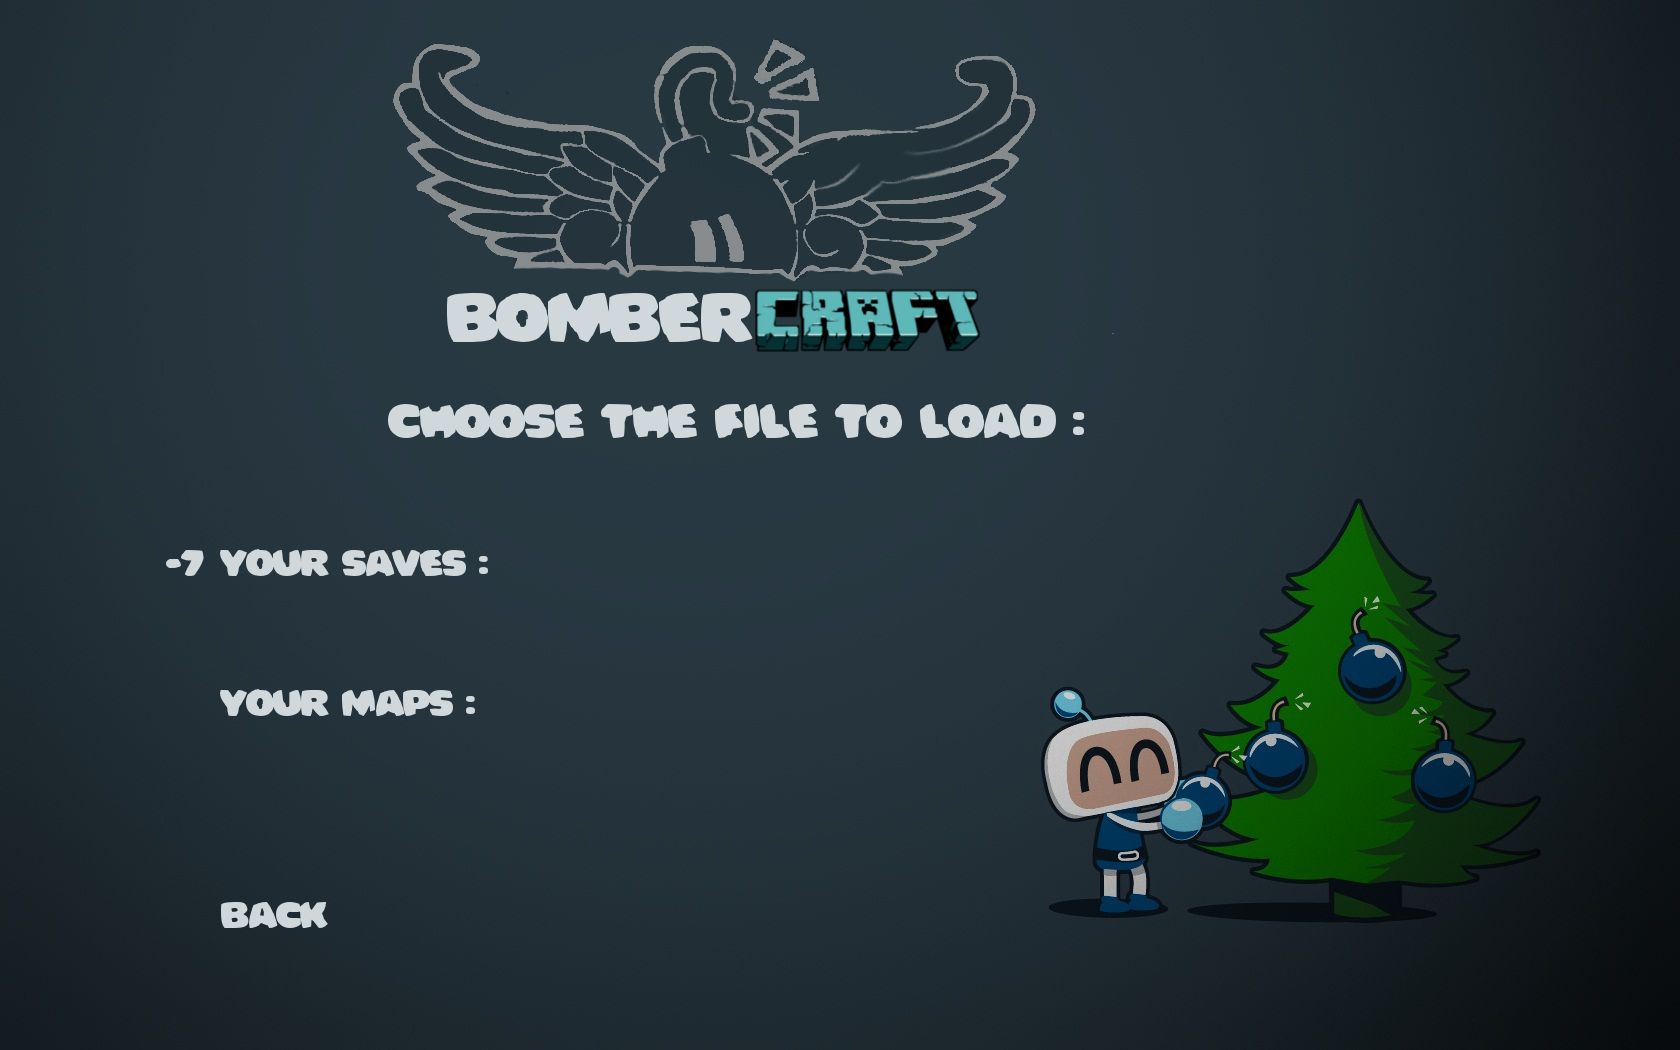 BOMBERCRAFT
CHOOSE THE FILE TO LOAD :
-7 YOUR SAVES :
YOUR MAPS :
BACK